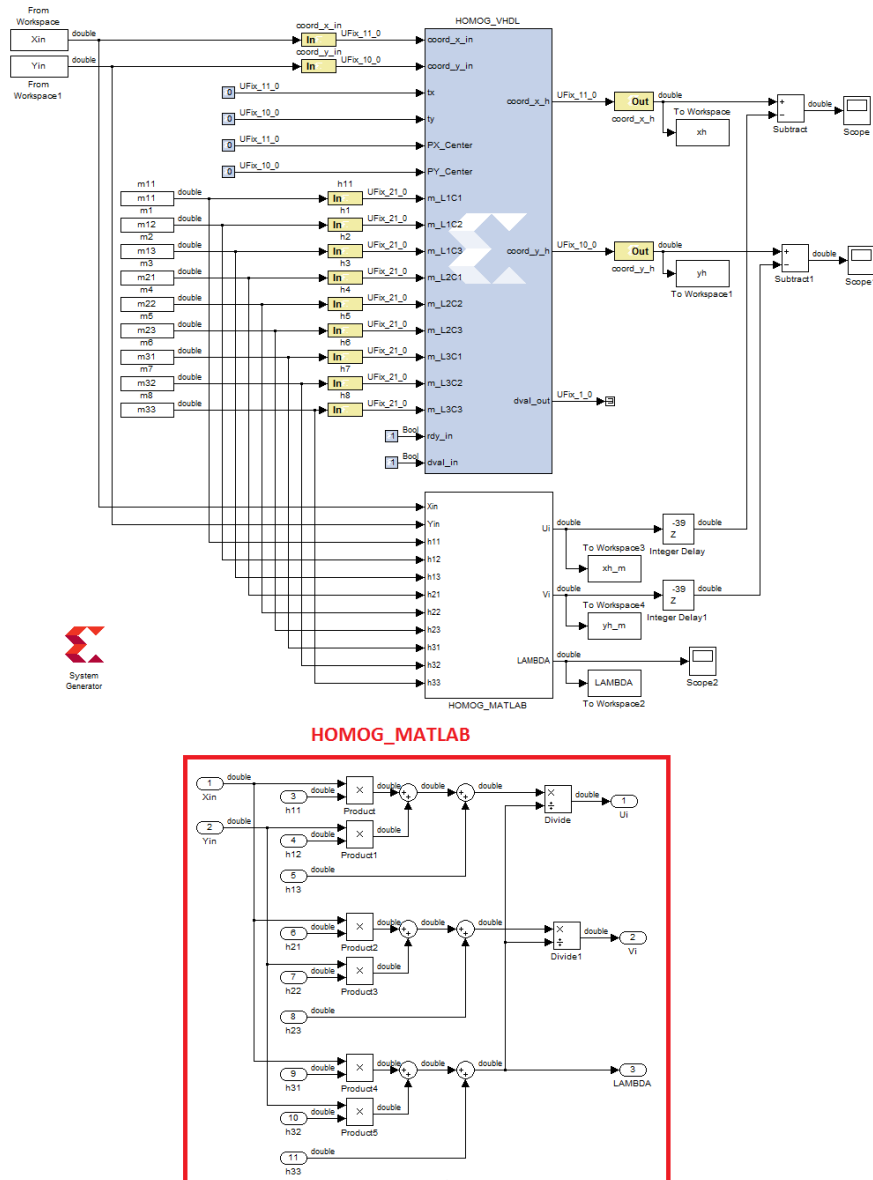 From
Workspace
Xin
double
Yin
double
From
Workspace1
coord_x_in
In
UFix_11_0
coord_y_in
In
UFix_10_0
HOMOG_VHDL
coord_x_in
coord_y_in
0
UFix_11_0
tx
0
UFix_10_0
ty
0
UFix_11_0
PX_Center
0
UFix_10_0
PY_Center
m11
m11
double
h11
In
UFix_21_0
m_L1C1
m1
m12
double
h1
In
UFix_21_0
m_L1C2
m2
m13
double
h2
In
UFix_21_0
m_L1C3
m3
m21
double
h3
In
UFix_21_0
m_L2C1
m4
m22
double
h4
In
UFix_21_0
m_L2C2
m5
m23
double
h5
In
UFix_21_0
m_L2C3
m6
m31
double
h6
In
UFix_21_0
m_L3C1
m7
m32
double
h7
In
UFix_21_0
m_L3C2
m8
m33
double
h8
In
UFix_21_0
m_L3C3
1
Bool
rdy_in
1
Bool
dval_in
coord_x_h
UFix_11_0
Out
double
coord_x_h
To Workspace
xh
Subtract
double
Scope
coord_y_h
UFix_10_0
Out
double
coord_y_h
yh
To Workspace1
Subtract1
double
Scope
dval_out
UFix_1_0
Xin
Yin
h11
h12
h13
h21
h22
h23
h31
h32
h33
Ui
double
-39
Z
double
Integer Delay
To Workspace3
xh_m
Vi
double
-39
Z
double
Integer Delay1
To Workspace4
yh_m
LAMBDA
double
Scope2
LAMBDA
To Workspace2
HOMOG_MATLAB
System
Generator
HOMOG_MATLAB
1
Xin
double
3
h11
double
Product
double
double
double
Divide
double
1
Ui
2
Yin
double
4
h12
double
Product1
double
5
h13
double
6
h21
double
Product2
double
double
double
Divide1
double
2
Vi
7
h22
double
Product3
double
8
h23
double
9
h31
double
Product4
double
double
double
3
LAMBDA
10
h32
double
Product5
double
11
h33
double